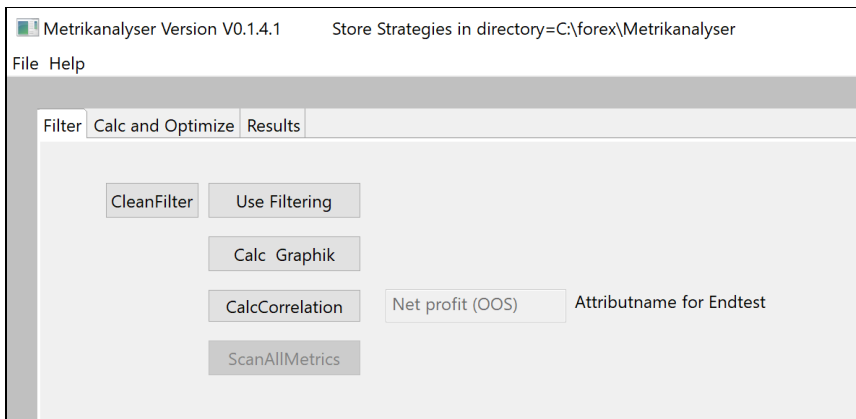 Metrikanalyser Version V0.1.4.1 Store Strategies in directory=C:\forex\Metrikanalyser
File Help
Filter Calc and Optimize Results
CleanFilter Use Filtering
Calc Graphik
CalcCorrelation Net profit (OOS) Attributname for Endtest
ScanAllMetrics